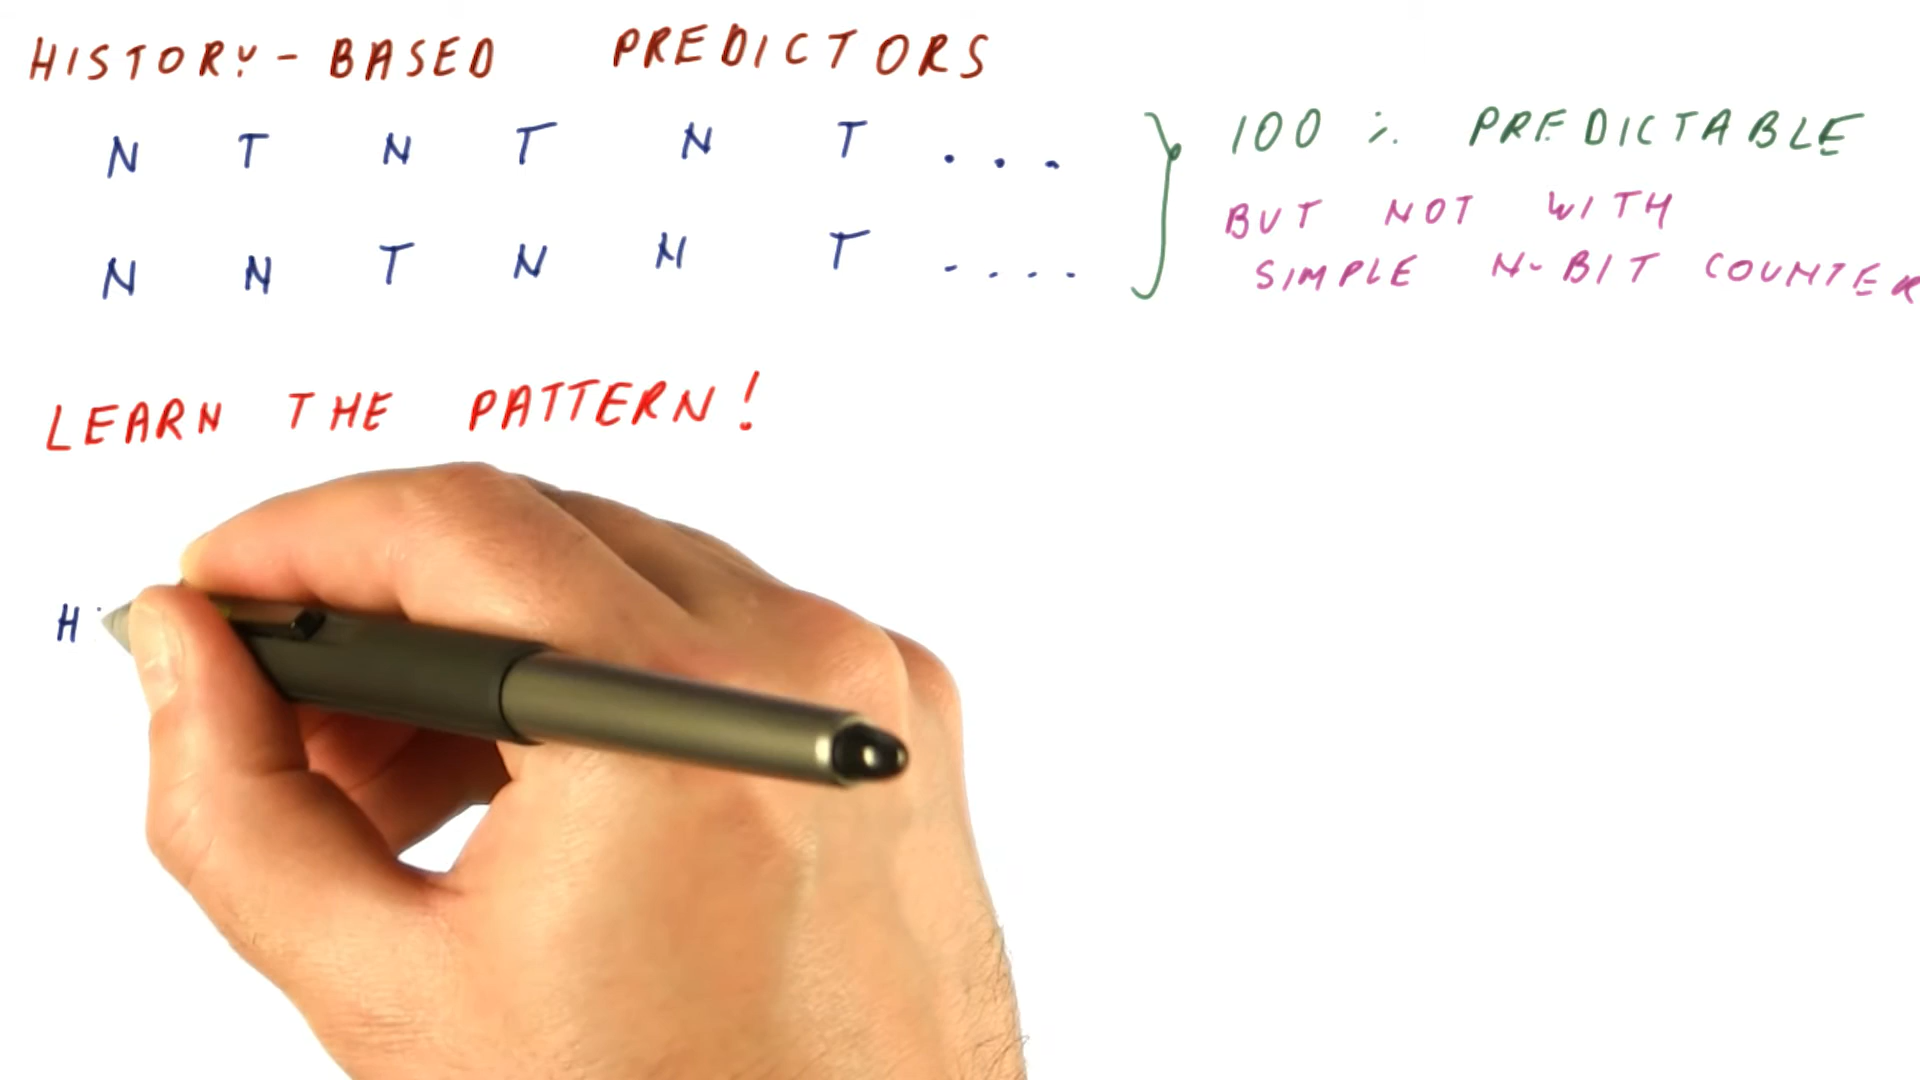 HISTORY-BASED PREDICTORS
N T N T N T ...
N N T N N T ....
100 % PREDICTABLE
BUT NOT WITH
SIMPLE N-BIT COUNTER
LEARN THE PATTERN!
H